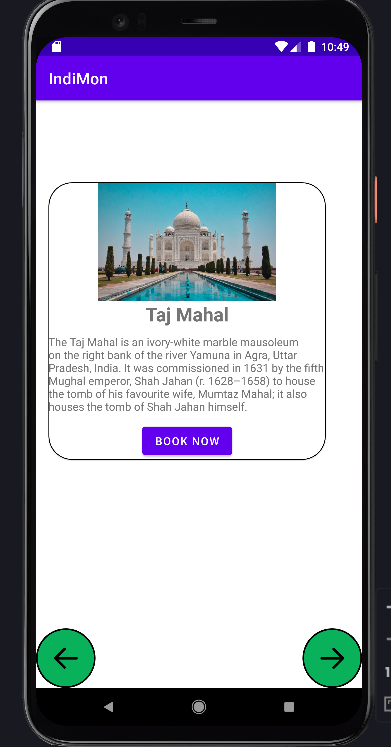 10:49
IndiMon
Taj Mahal
The Taj Mahal is an ivory-white marble mausoleum
on the right bank of the river Yamuna in Agra, Uttar
Pradesh, India. It was commissioned in 1631 by the fifth
Mughal emperor, Shah Jahan (r. 1628–1658) to house
the tomb of his favourite wife, Mumtaz Mahal; it also
houses the tomb of Shah Jahan himself.
BOOK NOW